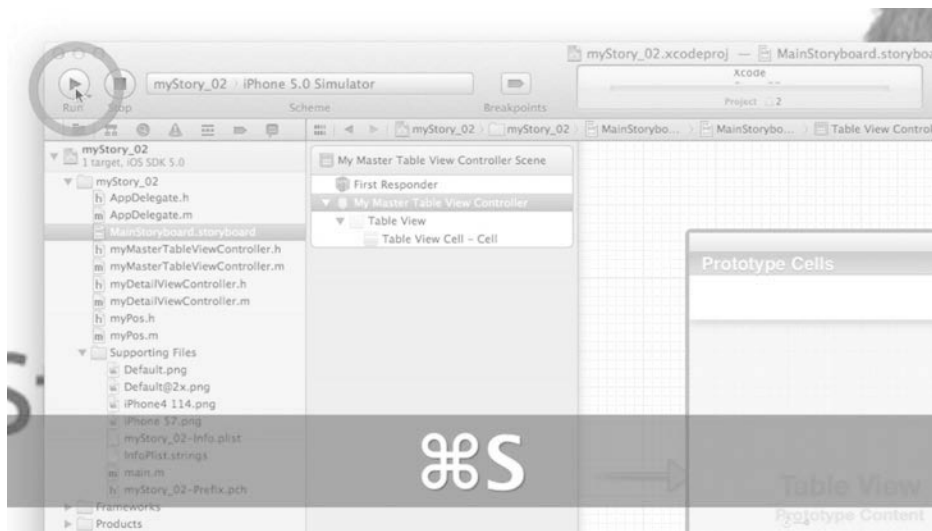 myStory_02.xcodeproj — MainStoryboard.storyboa
myStory_02 iPhone 5.0 Simulator
Xcode
Project 2
Run Stop Scheme Breakpoints
myStory_02 myStory_02 MainStorybo... MainStorybo... Table View Control
myStory_02
1 target, iOS SDK 5.0
myStory_02
h AppDelegate.h
m AppDelegate.m
MainStoryboard.storyboard
h myMasterTableViewController.h
m myMasterTableViewController.m
h myDetailViewController.h
m myDetailViewController.m
h myPos.h
m myPos.m
Supporting Files
Default.png
Default@2x.png
iPhone4 114.png
iPhone 57.png
myStory_02-Info.plist
InfoPlist.strings
m main.m
h myStory_02-Prefix.pch
Frameworks
Products
My Master Table View Controller Scene
First Responder
My Master Table View Controller
Table View
Table View Cell - Cell
Prototype Cells
⌘S
Table View
Prototype Content